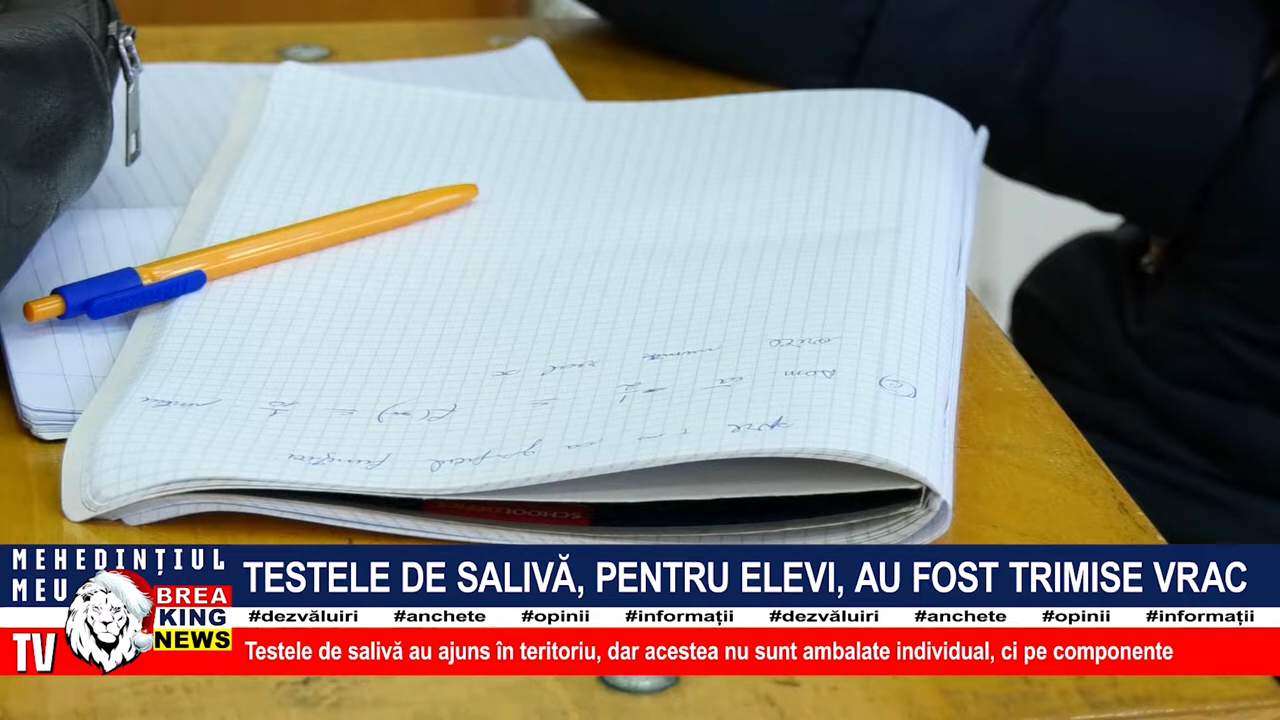 SCHOOL
MEHEDINȚIUL
MEU
TV
BREA
KING
NEWS
TESTELE DE SALIVĂ, PENTRU ELEVI, AU FOST TRIMISE VRAC
#dezvăluiri #anchete #opinii #informații #dezvăluiri #anchete #opinii #informații
Testele de salivă au ajuns în teritoriu, dar acestea nu sunt ambalate individual, ci pe componente